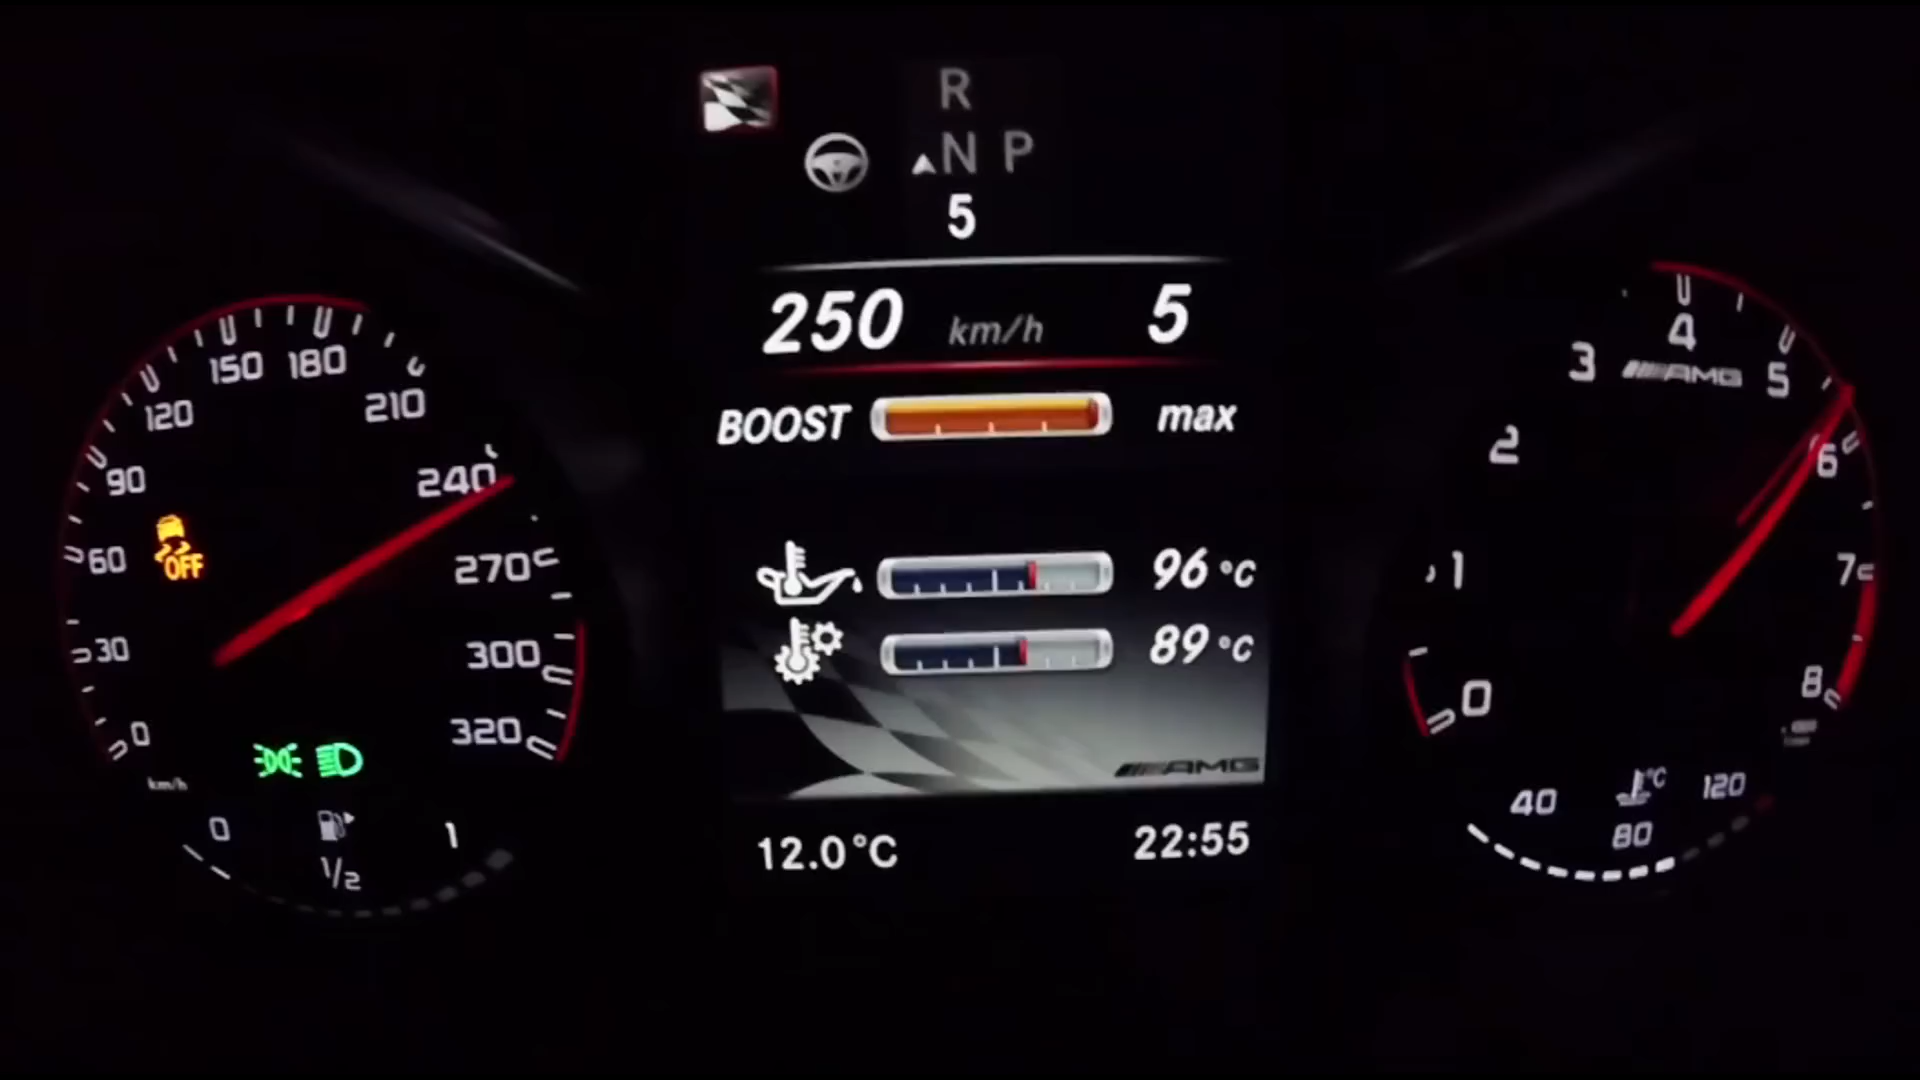 R
N P
5
250 km/h 5
BOOST max
96 °C
89 °C
AMG
12.0°C 22:55
0
30
60
90
120
150
180
210
240
270
300
320
km/h
OFF
0
1/2
1
0
1
2
3
4
5
6
7
8
AMG
40
80
120
°C